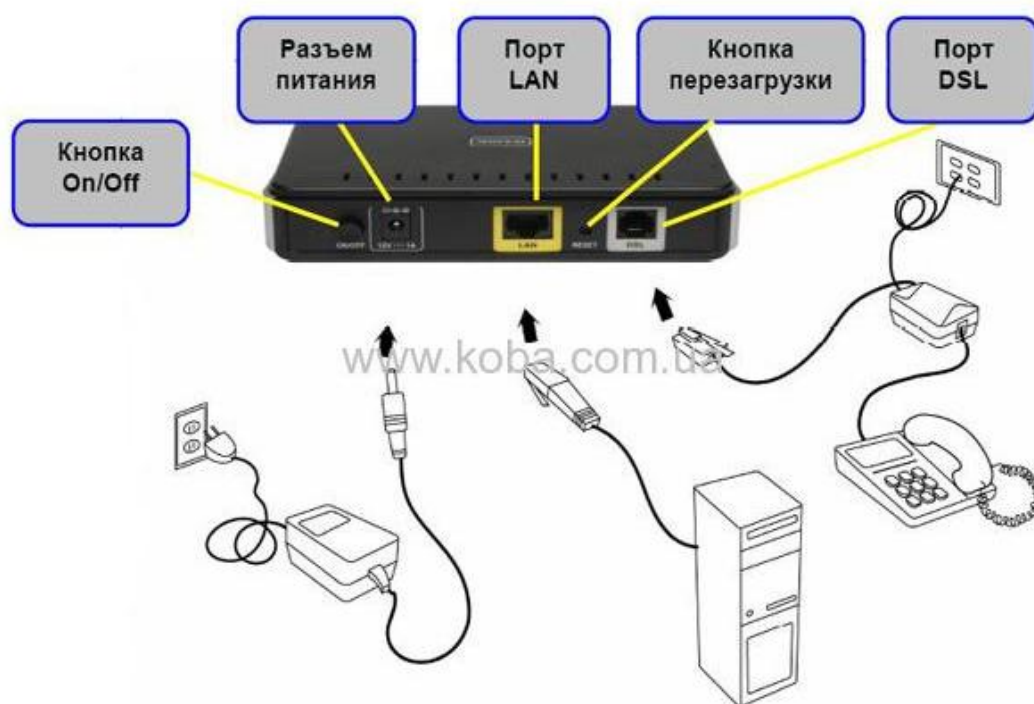 Разъем
питания
Порт
LAN
Кнопка
перезагрузки
Порт
DSL
Кнопка
On/Off
ON/OFF
12V 1A
LAN
RESET
DSL
www.koba.com.ua